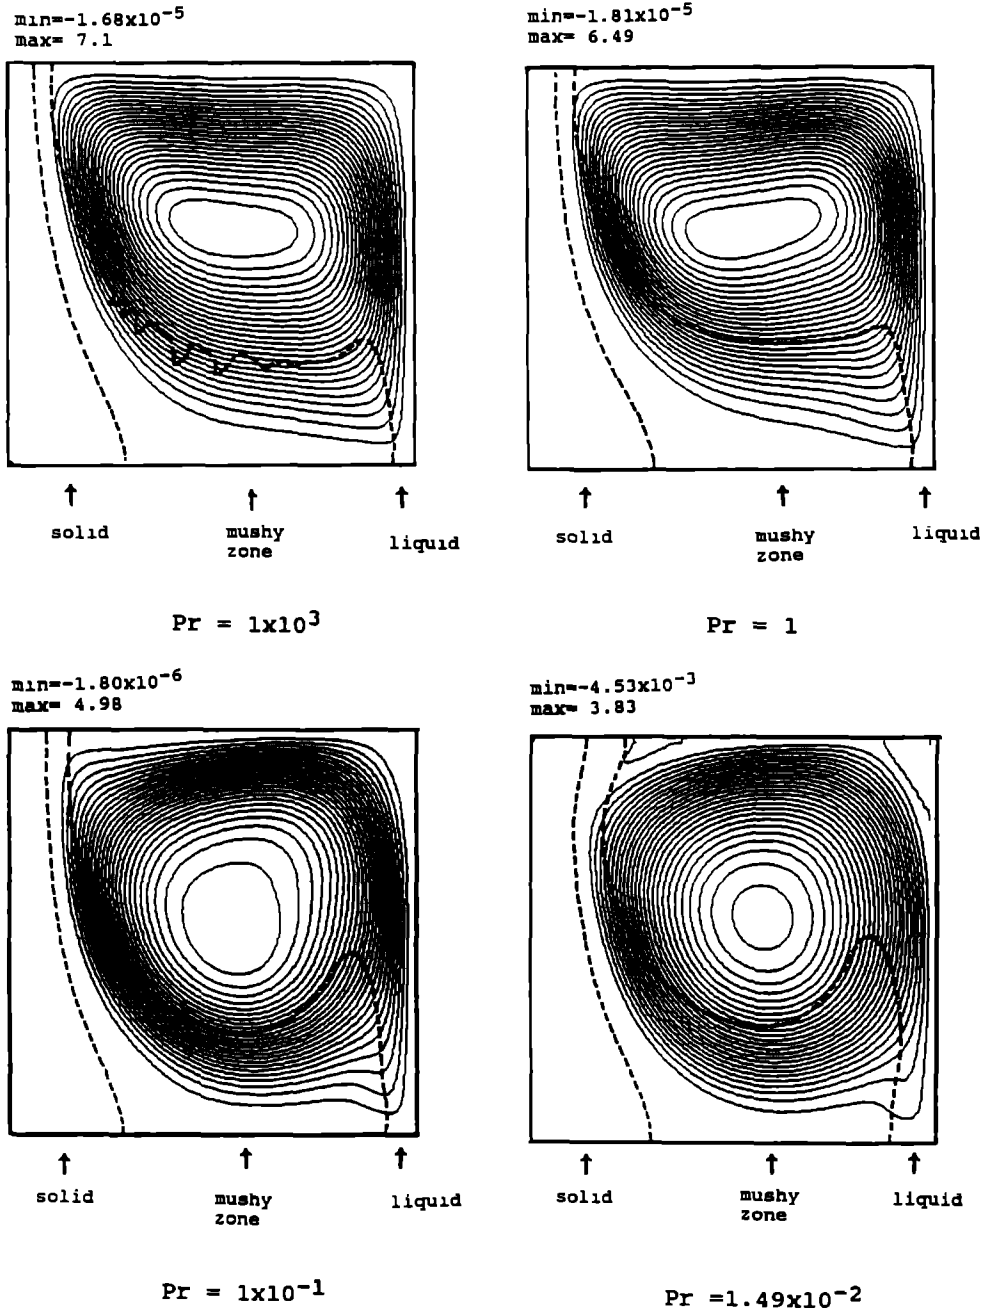 min=-1.68x10-5
max= 7.1
min=-1.81x10-5
max= 6.49
solid
mushy
zone
liquid
solid
mushy
zone
liquid
Pr = 1x103
Pr = 1
min=-1.80x10-6
max= 4.98
min=-4.53x10-3
max= 3.83
solid
mushy
zone
liquid
solid
mushy
zone
liquid
Pr = 1x10-1
Pr =1.49x10-2